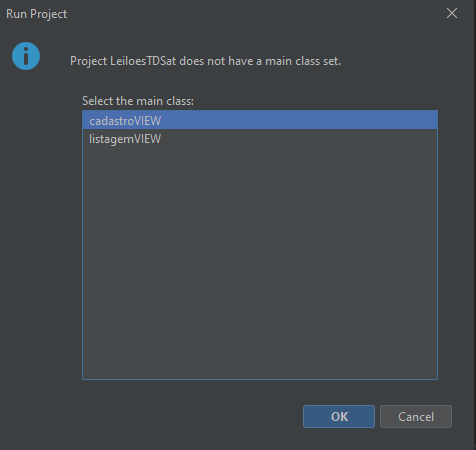 Run Project
Project LeiloesTDSat does not have a main class set.
Select the main class:
cadastroVIEW
listagemVIEW
OK
Cancel